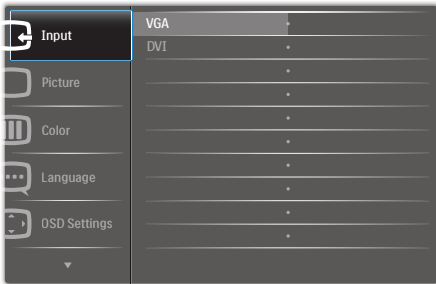 Input
Picture
Color
Language
OSD Settings
VGA
DVI